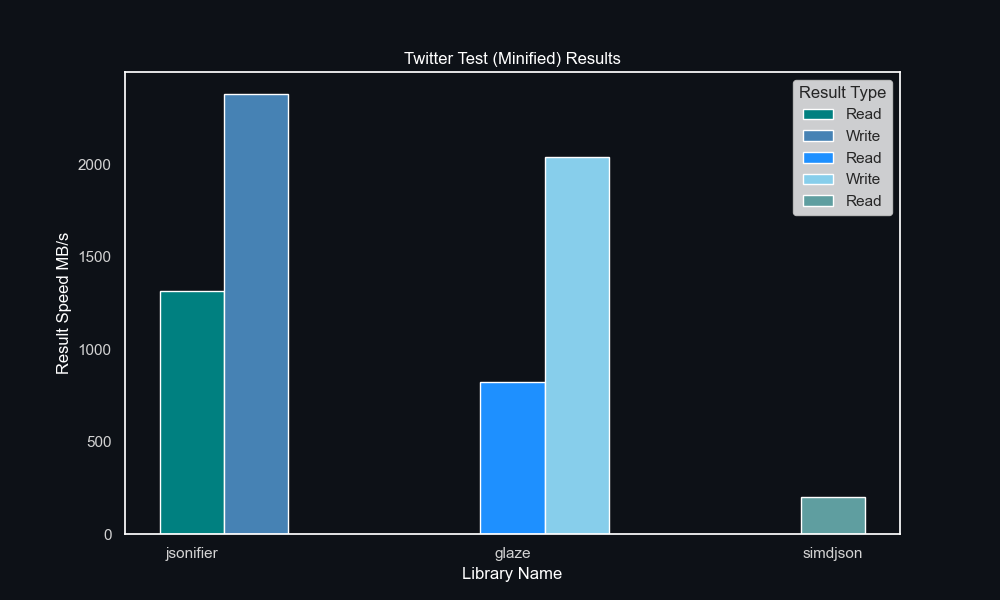 Twitter Test (Minified) Results
Result Type
Read
Write
Read
Write
Read
Result Speed MB/s
2000
1500
1000
500
0
jsonifier
glaze
simdjson
Library Name